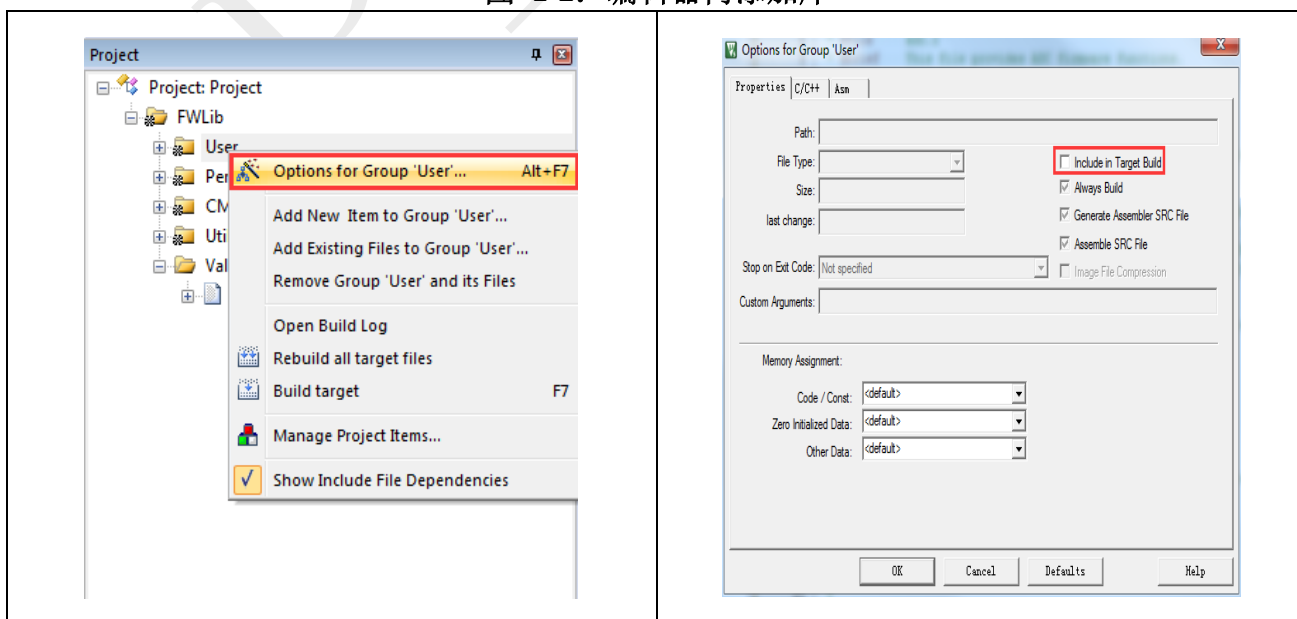 Project
Project: Project
FWLib
User
Per
CM
Uti
Val
Options for Group 'User'... Alt+F7
Add New Item to Group 'User'...
Add Existing Files to Group 'User'...
Remove Group 'User' and its Files
Open Build Log
Rebuild all target files
Build target F7
Manage Project Items...
Show Include File Dependencies
Options for Group 'User'
Properties C/C++ Asm
Path:
File Type:
Include in Target Build
Size:
Always Build
last change:
Generate Assembler SRC File
Assemble SRC File
Stop on Exit Code: Not specified
Image File Compression
Custom Arguments:
Memory Assignment:
Code / Const: <default>
Zero Initialized Data: <default>
Other Data: <default>
OK Cancel Defaults Help